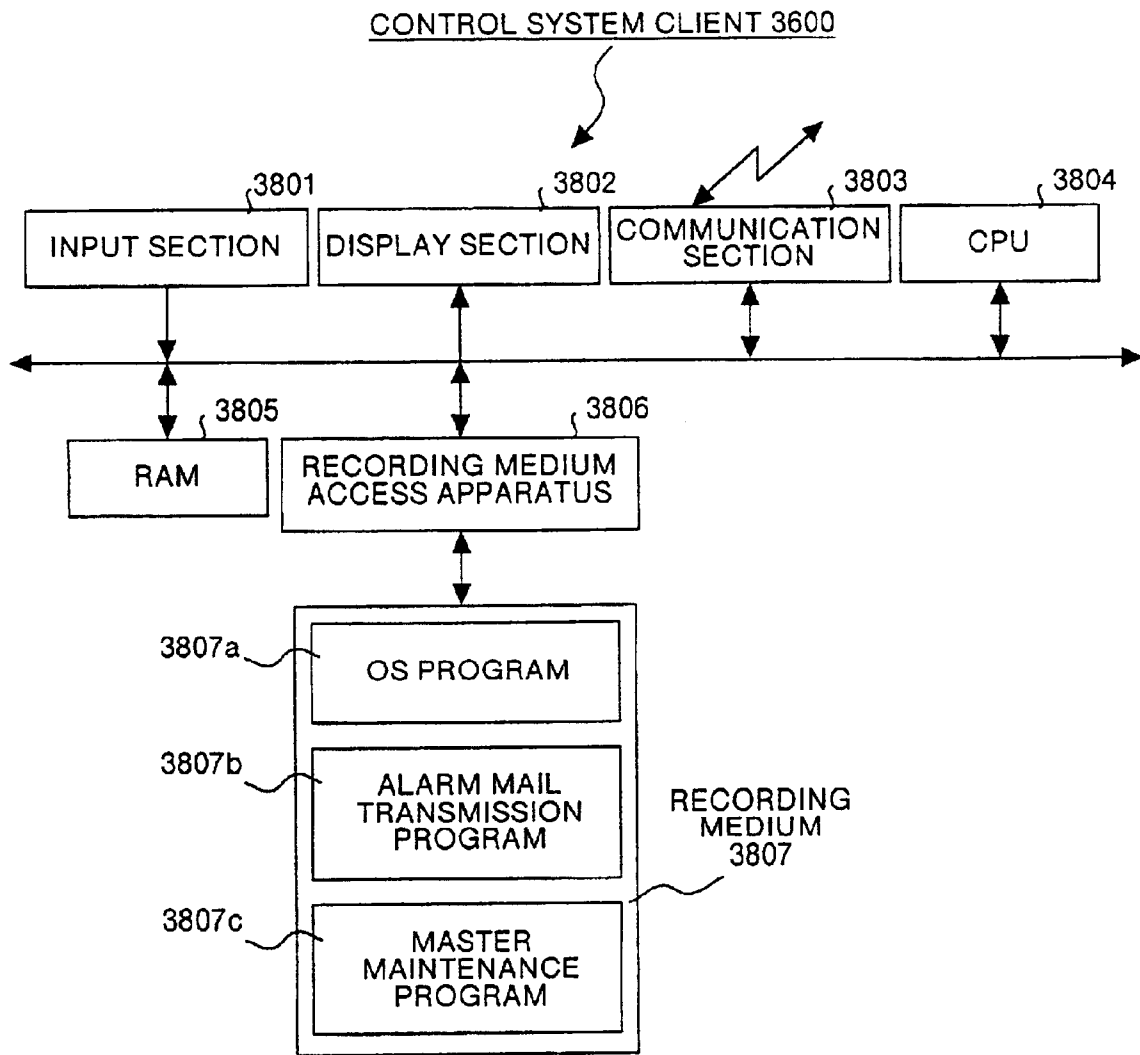 CONTROL SYSTEM CLIENT 3600
3801
3802
3803
3804
INPUT SECTION
DISPLAY SECTION
COMMUNICATION
SECTION
CPU
3805
3806
RAM
RECORDING MEDIUM
ACCESS APPARATUS
3807a
OS PROGRAM
3807b
ALARM MAIL
TRANSMISSION
PROGRAM
RECORDING
MEDIUM
3807
3807c
MASTER
MAINTENANCE
PROGRAM